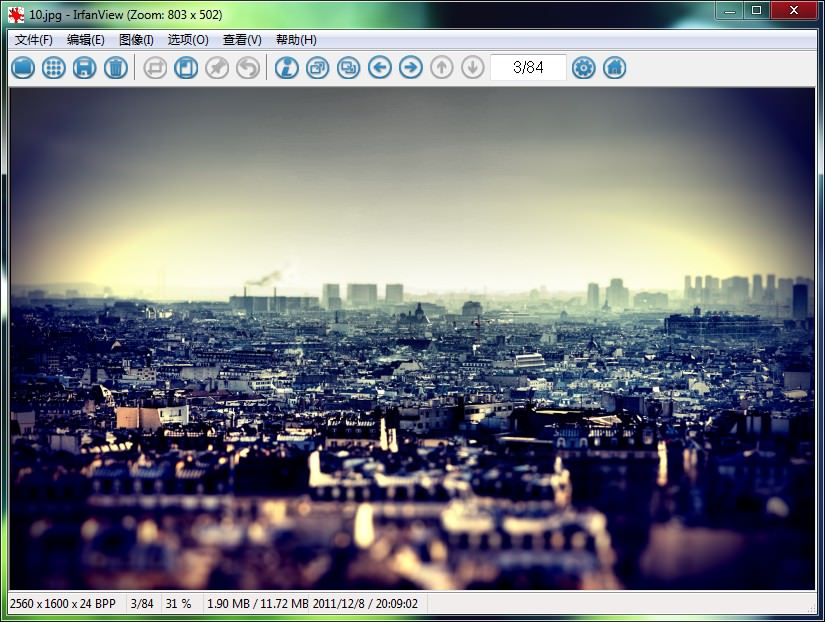 10.jpg - IrfanView (Zoom: 803 x 502)
文件(F) 编辑(E) 图像(I) 选项(O) 查看(V) 帮助(H)
3/84
2560 x 1600 x 24 BPP 3/84 31 % 1.90 MB / 11.72 MB 2011/12/8 / 20:09:02